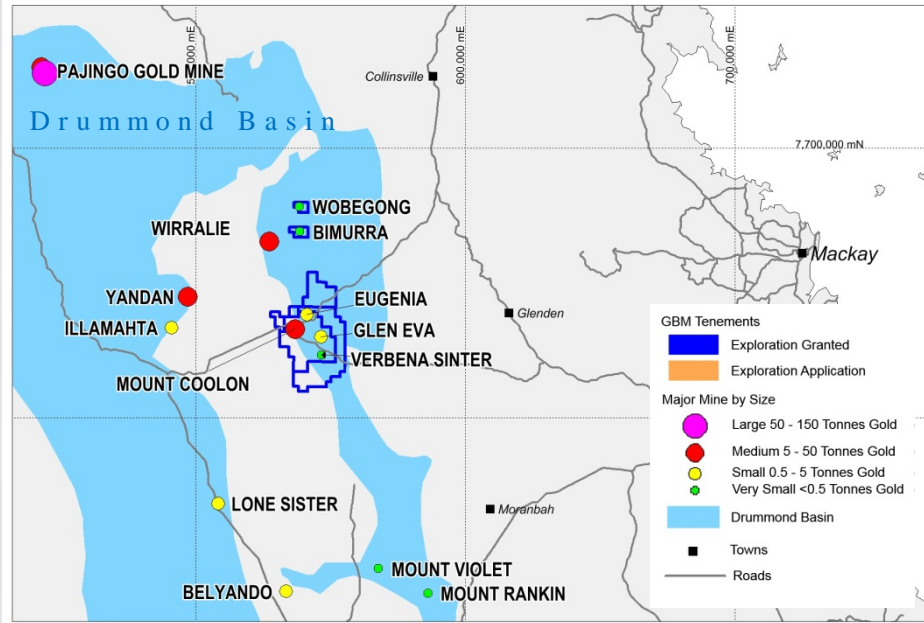 PAJINGO GOLD MINE
Drummond Basin
Collinsville
600,000 mE
700,000 mE
7,700,000 mN
WOBEGONG
BIMURRA
WIRRALIE
Mackay
YANDAN
ILLAMAHTA
EUGENIA
GLEN EVA
VERBENA SINTER
MOUNT COOLON
Glenden
LONE SISTER
Moranbah
BELYANDO
MOUNT VIOLET
MOUNT RANKIN
GBM Tenements
Exploration Granted
Exploration Application
Major Mine by Size
Large 50 - 150 Tonnes Gold
Medium 5 - 50 Tonnes Gold
Small 0.5 - 5 Tonnes Gold
Very Small <0.5 Tonnes Gold
Drummond Basin
Towns
Roads